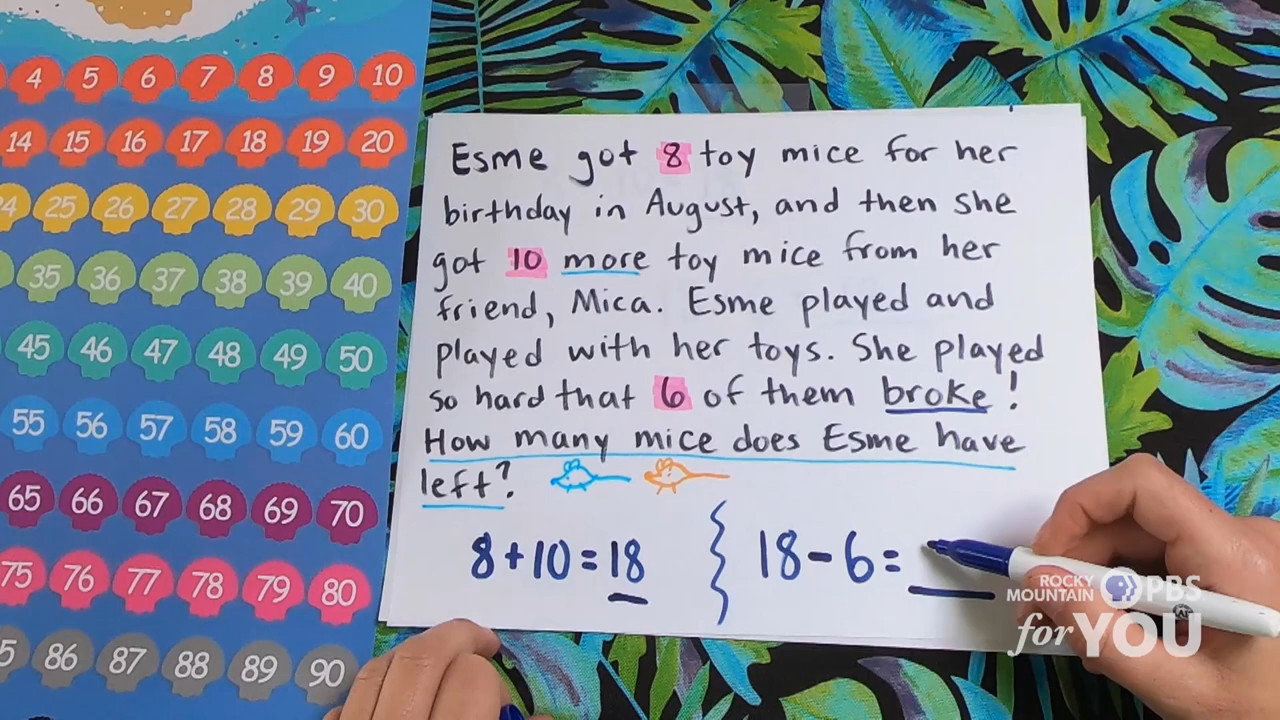 4 5 6 7 8 9 10
14 15 16 17 18 19 20
24 25 26 27 28 29 30
35 36 37 38 39 40
45 46 47 48 49 50
55 56 57 58 59 60
65 66 67 68 69 70
75 76 77 78 79 80
5 86 87 88 89 90
Esme got 8 toy mice for her
birthday in August, and then she
got 10 more toy mice from her
friend, Mica. Esme played and
played with her toys. She played
so hard that 6 of them broke!
How many mice does Esme have
left?
8+10=18
18-6=
ROCKY
MOUNTAIN PBS
for YOU